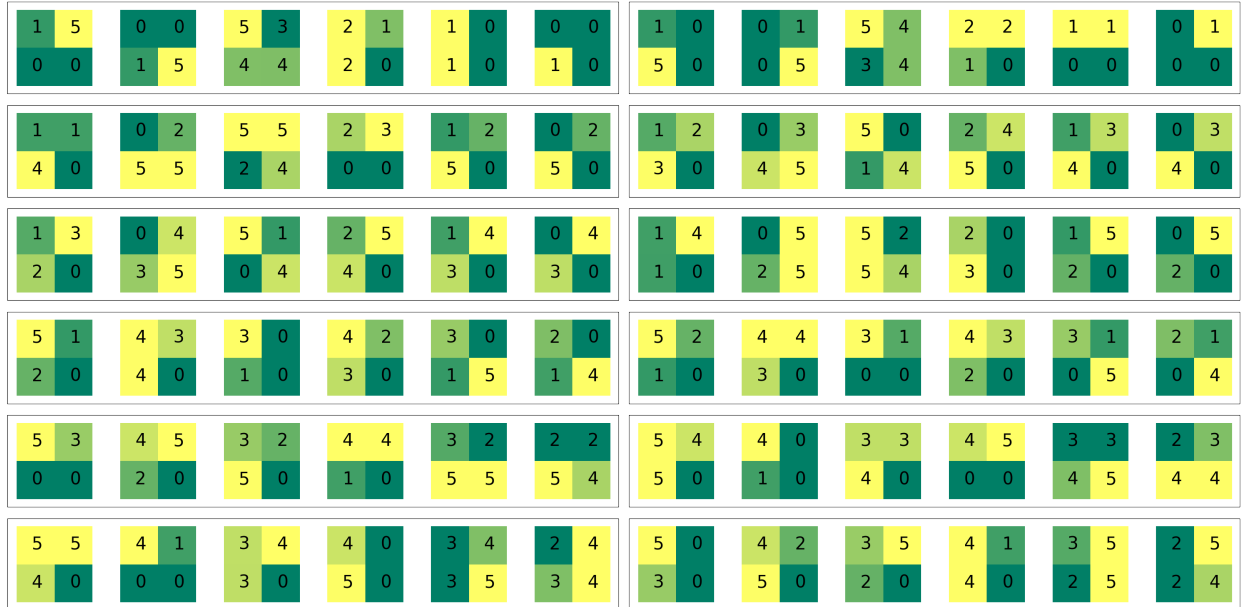 1 5 0 0 5 3 2 1 1 0 0 0 1 0 0 1 5 4 2 2 1 1 0 1
0 0 1 5 4 4 2 0 1 0 1 0 5 0 0 5 3 4 1 0 0 0 0 0
1 1 0 2 5 5 2 3 1 2 0 2 1 2 0 3 5 0 2 4 1 3 0 3
4 0 5 5 2 4 0 0 5 0 5 0 3 0 4 5 1 4 5 0 4 0 4 0
1 3 0 4 5 1 2 5 1 4 0 4 1 4 0 5 5 2 2 0 1 5 0 5
2 0 3 5 0 4 4 0 3 0 3 0 1 0 2 5 5 4 3 0 2 0 2 0
5 1 4 3 3 0 4 2 3 0 2 0 5 2 4 4 3 1 4 3 3 1 2 1
2 0 4 0 1 0 3 0 1 5 1 4 1 0 3 0 0 0 2 0 0 5 0 4
5 3 4 5 3 2 4 4 3 2 2 2 5 4 4 0 3 3 4 5 3 3 2 3
0 0 2 0 5 0 1 0 5 5 5 4 5 0 1 0 4 0 0 0 4 5 4 4
5 5 4 1 3 4 4 0 3 4 2 4 5 0 4 2 3 5 4 1 3 5 2 5
4 0 0 0 3 0 5 0 3 5 3 4 3 0 5 0 2 0 4 0 2 5 2 4